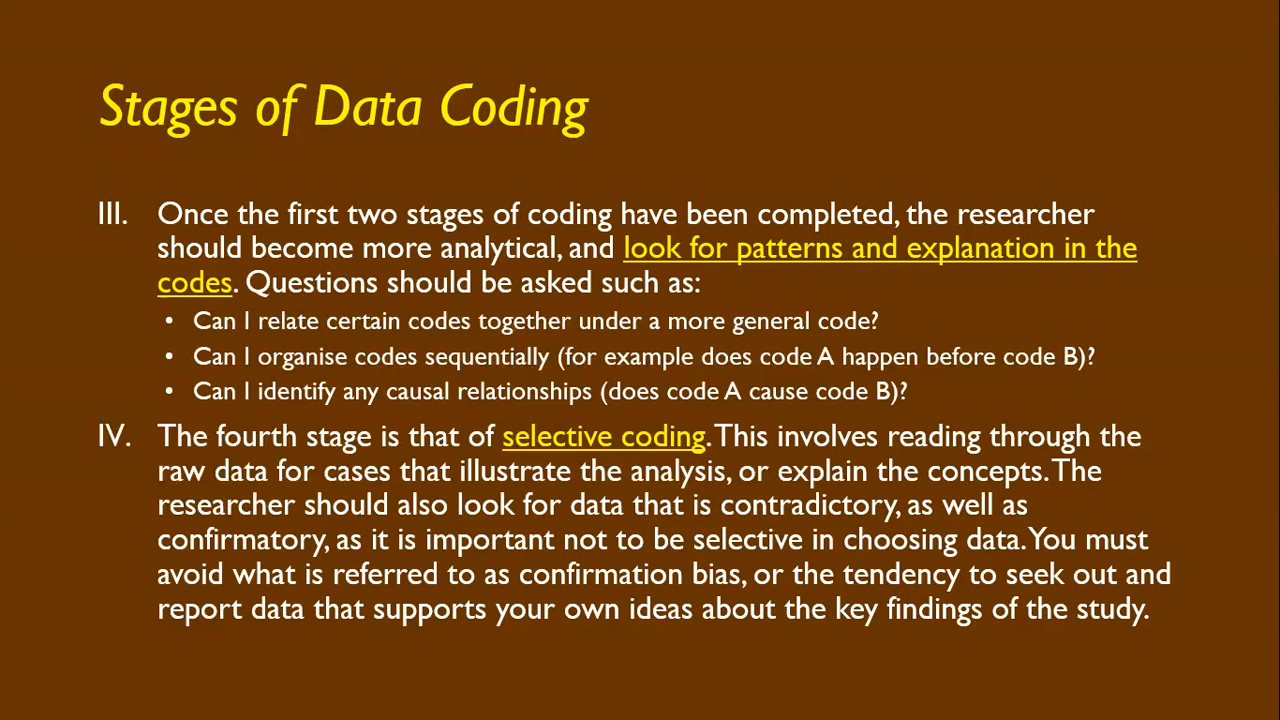 Stages of Data Coding
III. Once the first two stages of coding have been completed, the researcher
should become more analytical, and look for patterns and explanation in the
codes. Questions should be asked such as:
• Can I relate certain codes together under a more general code?
• Can I organise codes sequentially (for example does code A happen before code B)?
• Can I identify any causal relationships (does code A cause code B)?
IV. The fourth stage is that of selective coding. This involves reading through the
raw data for cases that illustrate the analysis, or explain the concepts. The
researcher should also look for data that is contradictory, as well as
confirmatory, as it is important not to be selective in choosing data. You must
avoid what is referred to as confirmation bias, or the tendency to seek out and
report data that supports your own ideas about the key findings of the study.